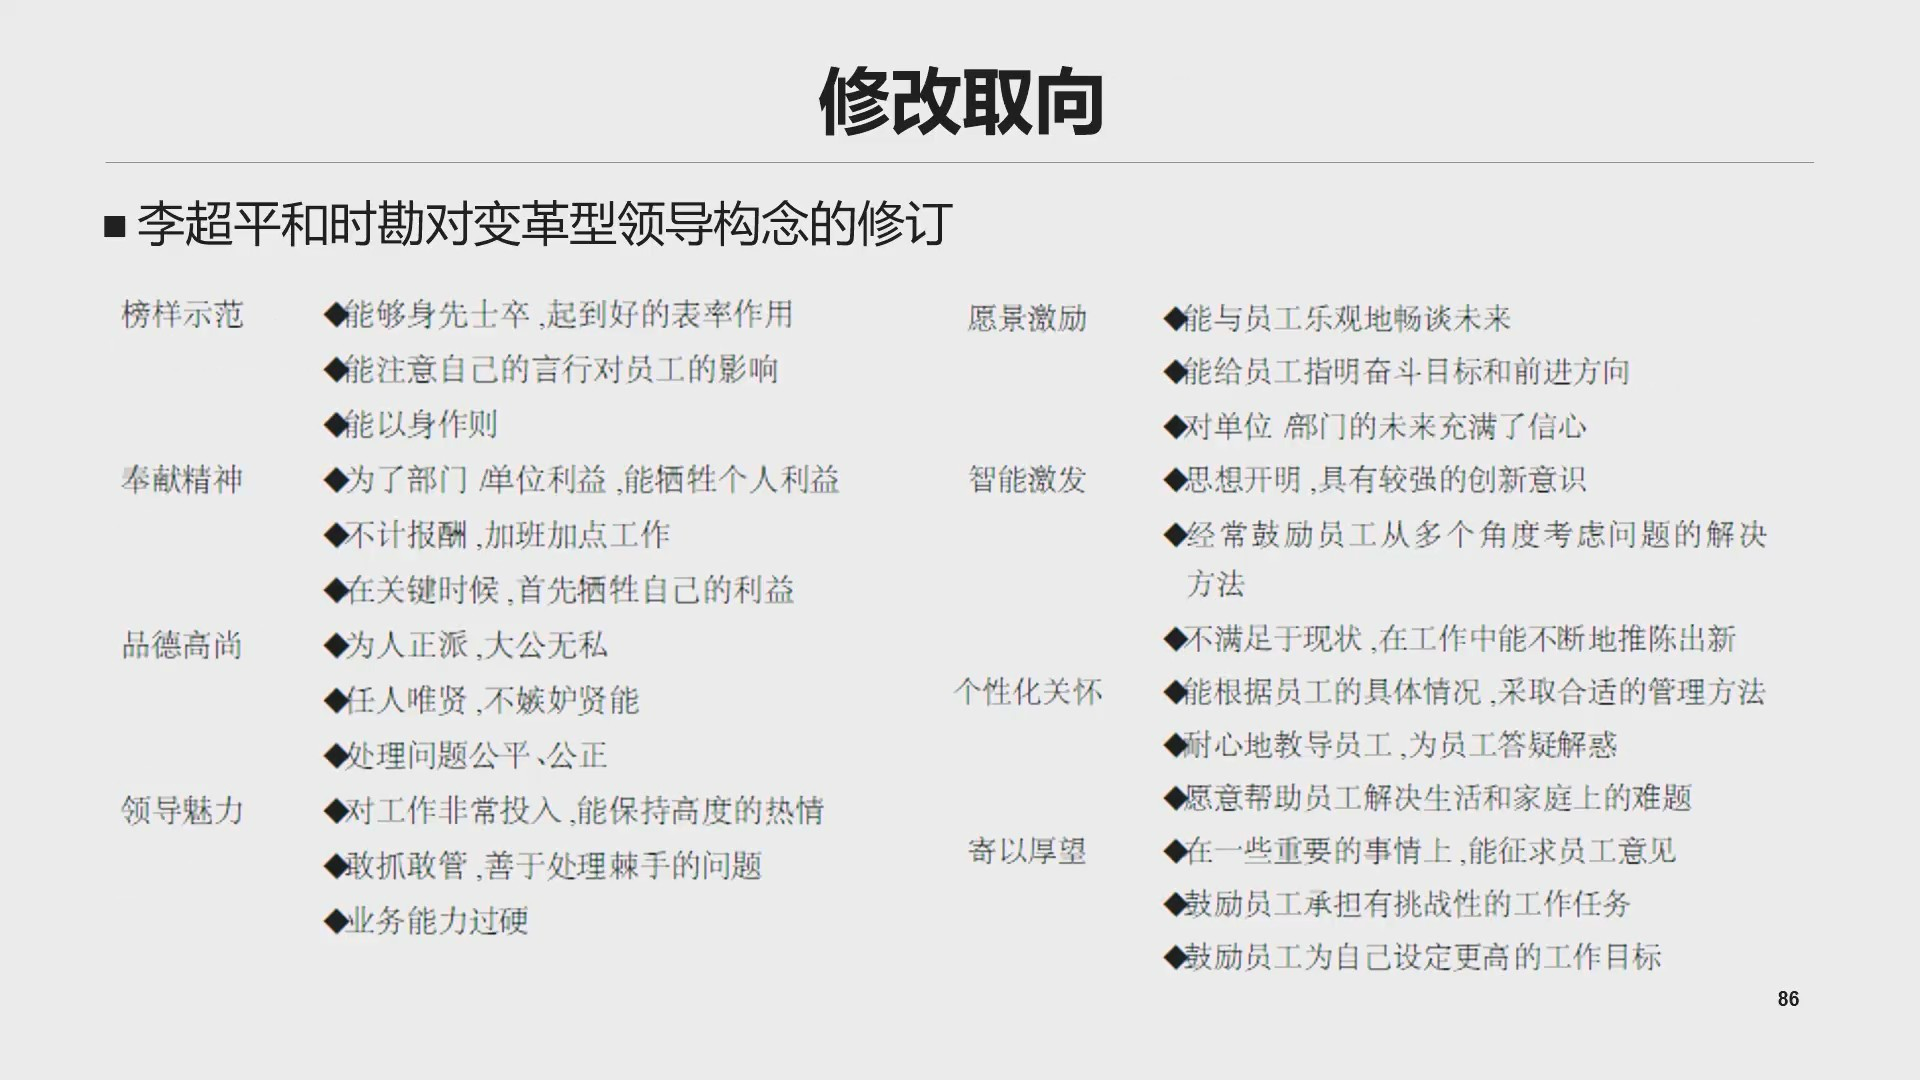 修改取向
■ 李超平和时勘对变革型领导构念的修订
榜样示范 ◆能够身先士卒,起到好的表率作用
◆能注意自己的言行对员工的影响
◆能以身作则
奉献精神 ◆为了部门/单位利益,能牺牲个人利益
◆不计报酬,加班加点工作
◆在关键时候,首先牺牲自己的利益
品德高尚 ◆为人正派,大公无私
◆任人唯贤,不嫉妒贤能
◆处理问题公平、公正
领导魅力 ◆对工作非常投入,能保持高度的热情
◆敢抓敢管,善于处理棘手的问题
◆业务能力过硬
愿景激励 ◆能与员工乐观地畅谈未来
◆能给员工指明奋斗目标和前进方向
◆对单位/部门的未来充满了信心
智能激发 ◆思想开明,具有较强的创新意识
◆经常鼓励员工从多个角度考虑问题的解决
方法
◆不满足于现状,在工作中能不断地推陈出新
个性化关怀 ◆能根据员工的具体情况,采取合适的管理方法
◆耐心地教导员工,为员工答疑解惑
◆愿意帮助员工解决生活和家庭上的难题
寄以厚望 ◆在一些重要的事情上,能征求员工意见
◆鼓励员工承担有挑战性的工作任务
◆鼓励员工为自己设定更高的工作目标
86